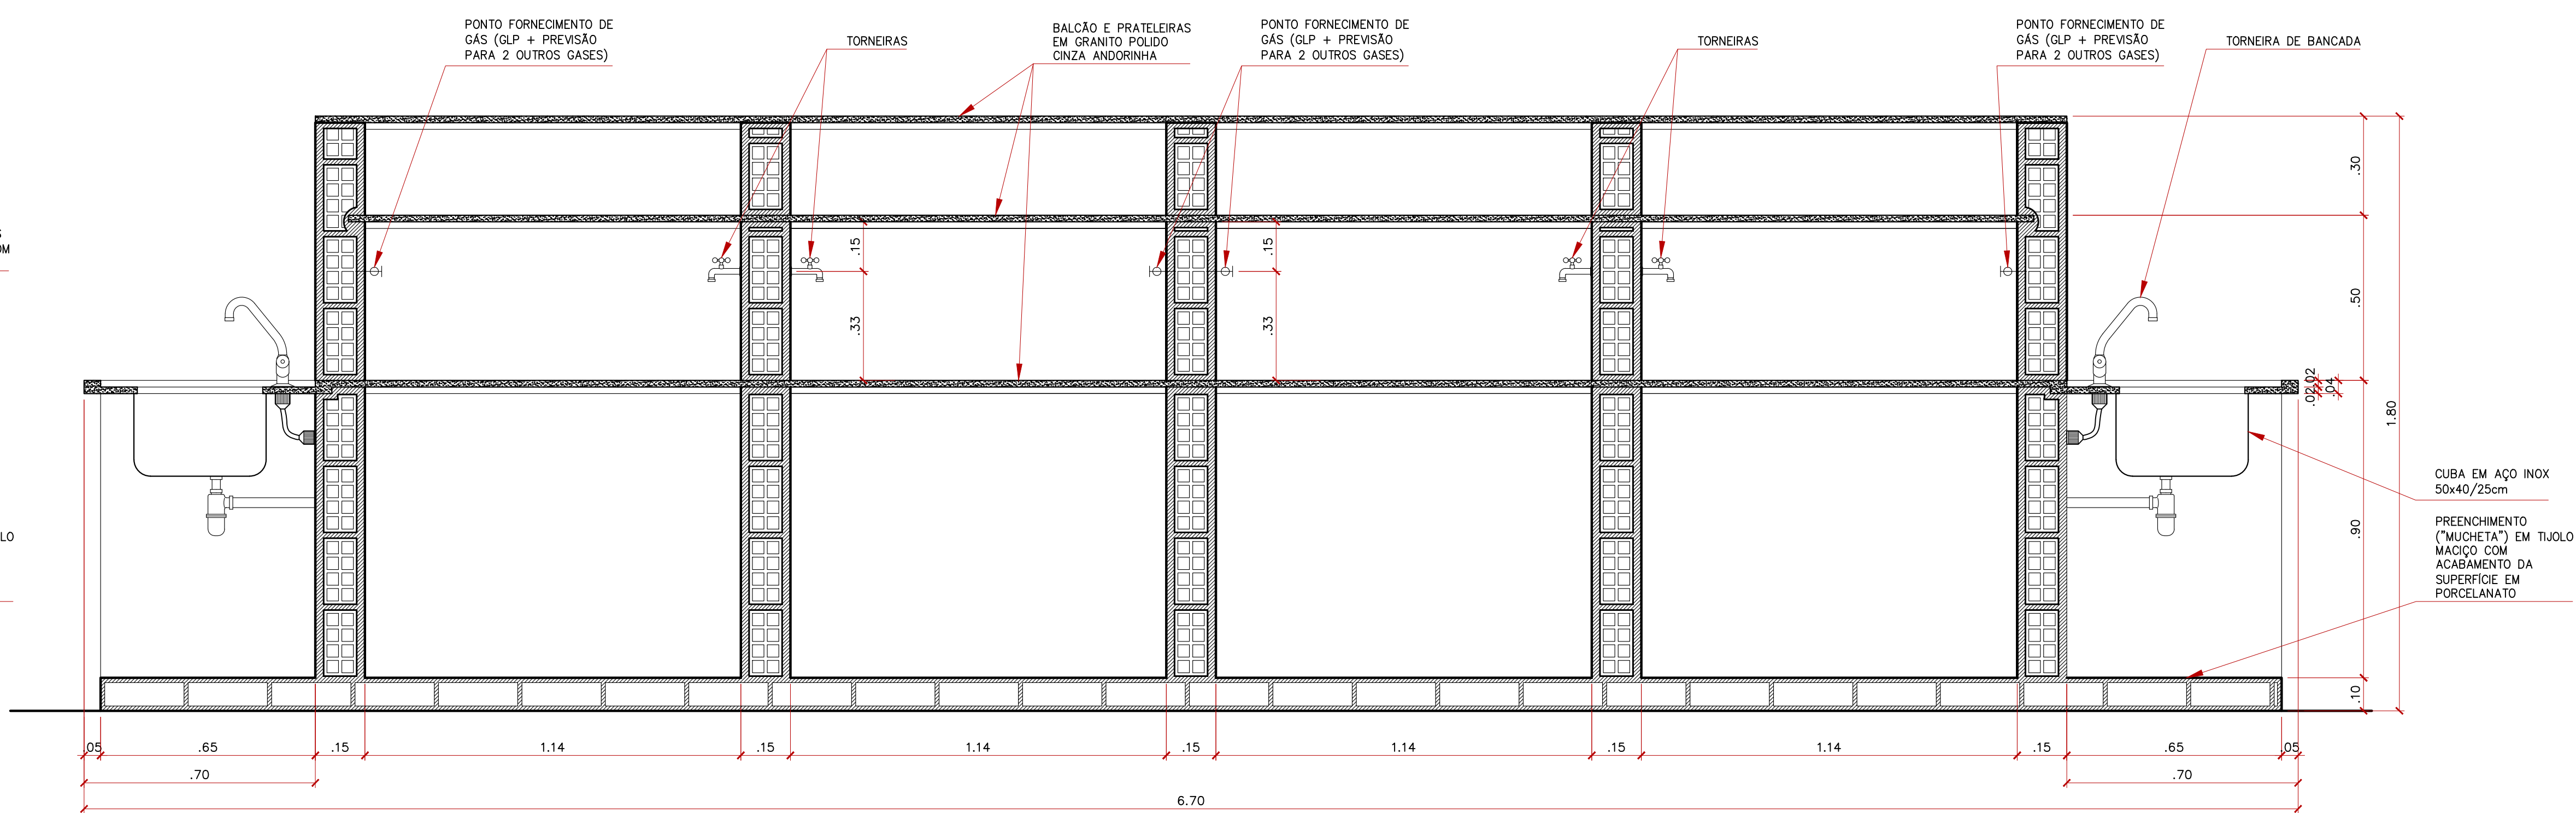 PONTO FORNECIMENTO DE
GÁS (GLP + PREVISÃO
PARA 2 OUTROS GASES)
TORNEIRAS
BALCÃO E PRATELEIRAS
EM GRANITO POLIDO
CINZA ANDORINHA
PONTO FORNECIMENTO DE
GÁS (GLP + PREVISÃO
PARA 2 OUTROS GASES)
TORNEIRAS
PONTO FORNECIMENTO DE
GÁS (GLP + PREVISÃO
PARA 2 OUTROS GASES)
TORNEIRA DE BANCADA
.15
.33
.15
.33
.30
.50
.02
.02
.04
1.80
.90
.10
CUBA EM AÇO INOX
50x40/25cm
PREENCHIMENTO
("MUCHETA") EM TIJOLO
MACIÇO COM
ACABAMENTO DA
SUPERFÍCIE EM
PORCELANATO
OM
LO
.05 .65 .15 1.14 .15 1.14 .15 1.14 .15 1.14 .15 .65 .05
.70 .70
6.70